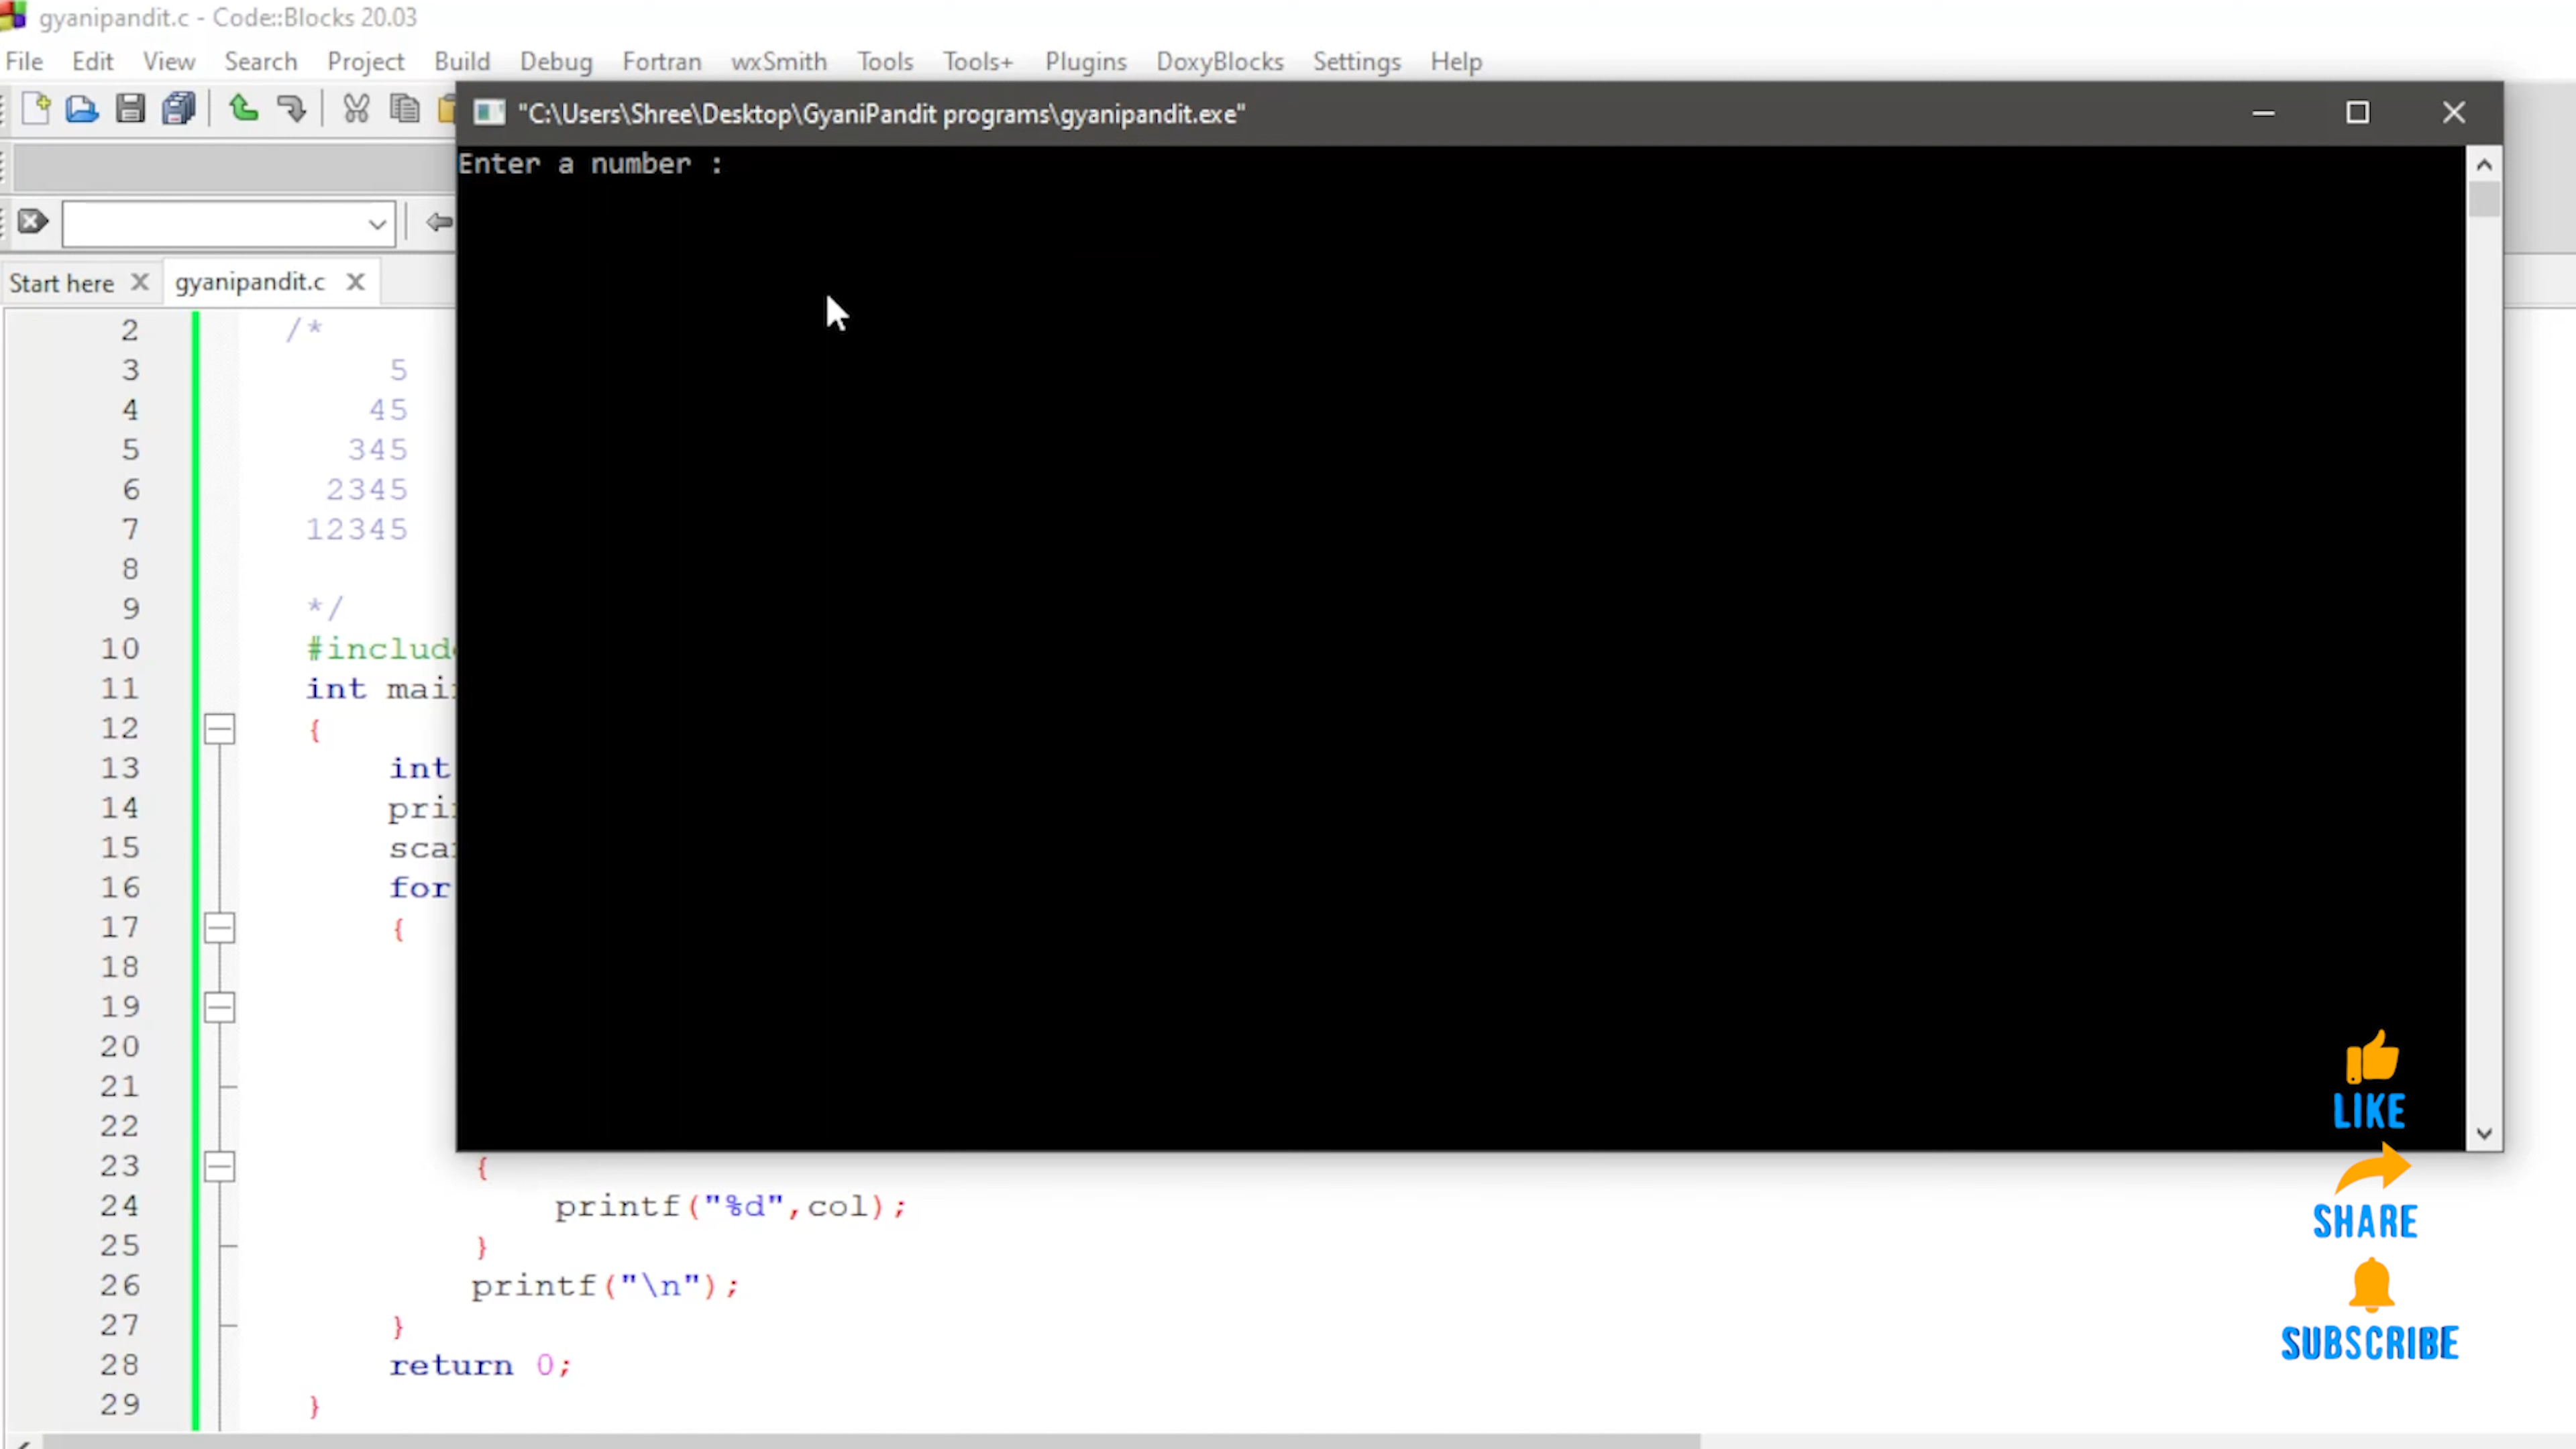 gyanipandit.c - Code::Blocks 20.03
File Edit View Search Project Build Debug Fortran wxSmith Tools Tools+ Plugins DoxyBlocks Settings Help
"C:\Users\Shree\Desktop\GyaniPandit programs\gyanipandit.exe"
Enter a number :
Start here gyanipandit.c
2 /*
3 5
4 45
5 345
6 2345
7 12345
8
9 */
10 #include
11 int main
12 {
13 int
14 prin
15 scan
16 for
17 {
18
19
20
21
22
23 {
24 printf("%d",col);
25 }
26 printf("\n");
27 }
28 return 0;
29 }
LIKE
SHARE
SUBSCRIBE